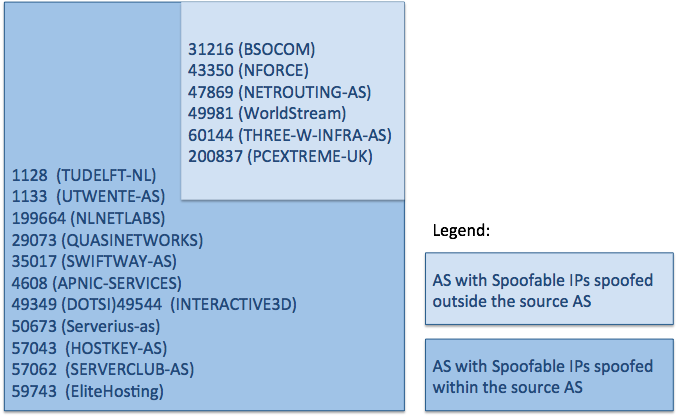 31216 (BSOCOM)
43350 (NFORCE)
47869 (NETROUTING-AS)
49981 (WorldStream)
60144 (THREE-W-INFRA-AS)
200837 (PCEXTREME-UK)
1128 (TUDELFT-NL)
1133 (UTWENTE-AS)
199664 (NLNETLABS)
29073 (QUASINETWORKS)
35017 (SWIFTWAY-AS)
4608 (APNIC-SERVICES)
49349 (DOTSI)49544 (INTERACTIVE3D)
50673 (Serverius-as)
57043 (HOSTKEY-AS)
57062 (SERVERCLUB-AS)
59743 (EliteHosting)
Legend:
AS with Spoofable IPs spoofed
outside the source AS
AS with Spoofable IPs spoofed
within the source AS